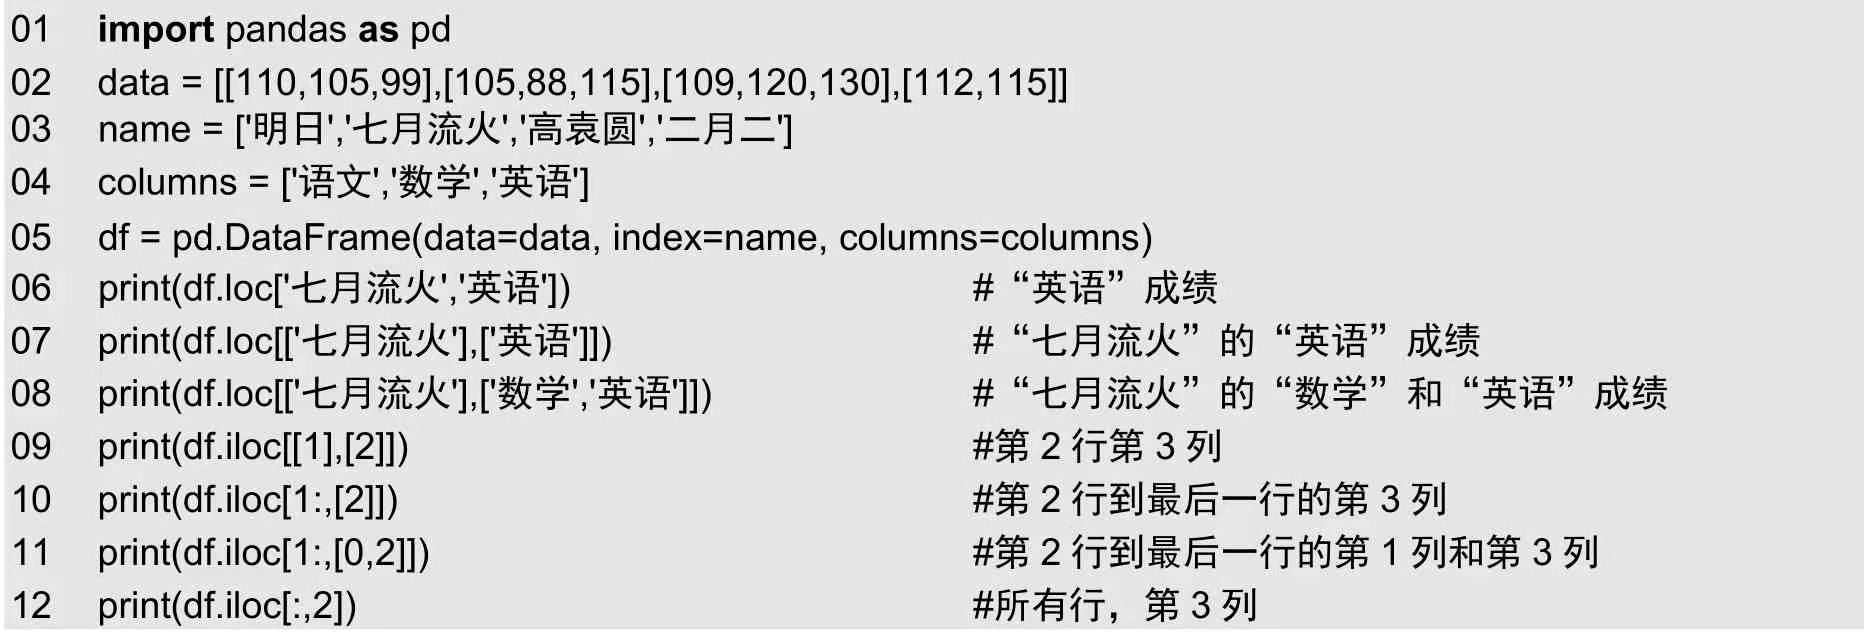 01 import pandas as pd
02 data = [[110,105,99],[105,88,115],[109,120,130],[112,115]]
03 name = ['明日','七月流火','高袁圆','二月二']
04 columns = ['语文','数学','英语']
05 df = pd.DataFrame(data=data, index=name, columns=columns)
06 print(df.loc['七月流火','英语']) # “英语”成绩
07 print(df.loc[['七月流火'],['英语']]) # “七月流火”的“英语”成绩
08 print(df.loc[['七月流火'],['数学','英语']]) # “七月流火”的“数学”和“英语”成绩
09 print(df.iloc[[1],[2]]) #第 2 行第 3 列
10 print(df.iloc[1:,[2]]) #第 2 行到最后一行的第 3 列
11 print(df.iloc[1:,[0,2]]) #第 2 行到最后一行的第 1 列和第 3 列
12 print(df.iloc[:,2]) #所有行，第 3 列